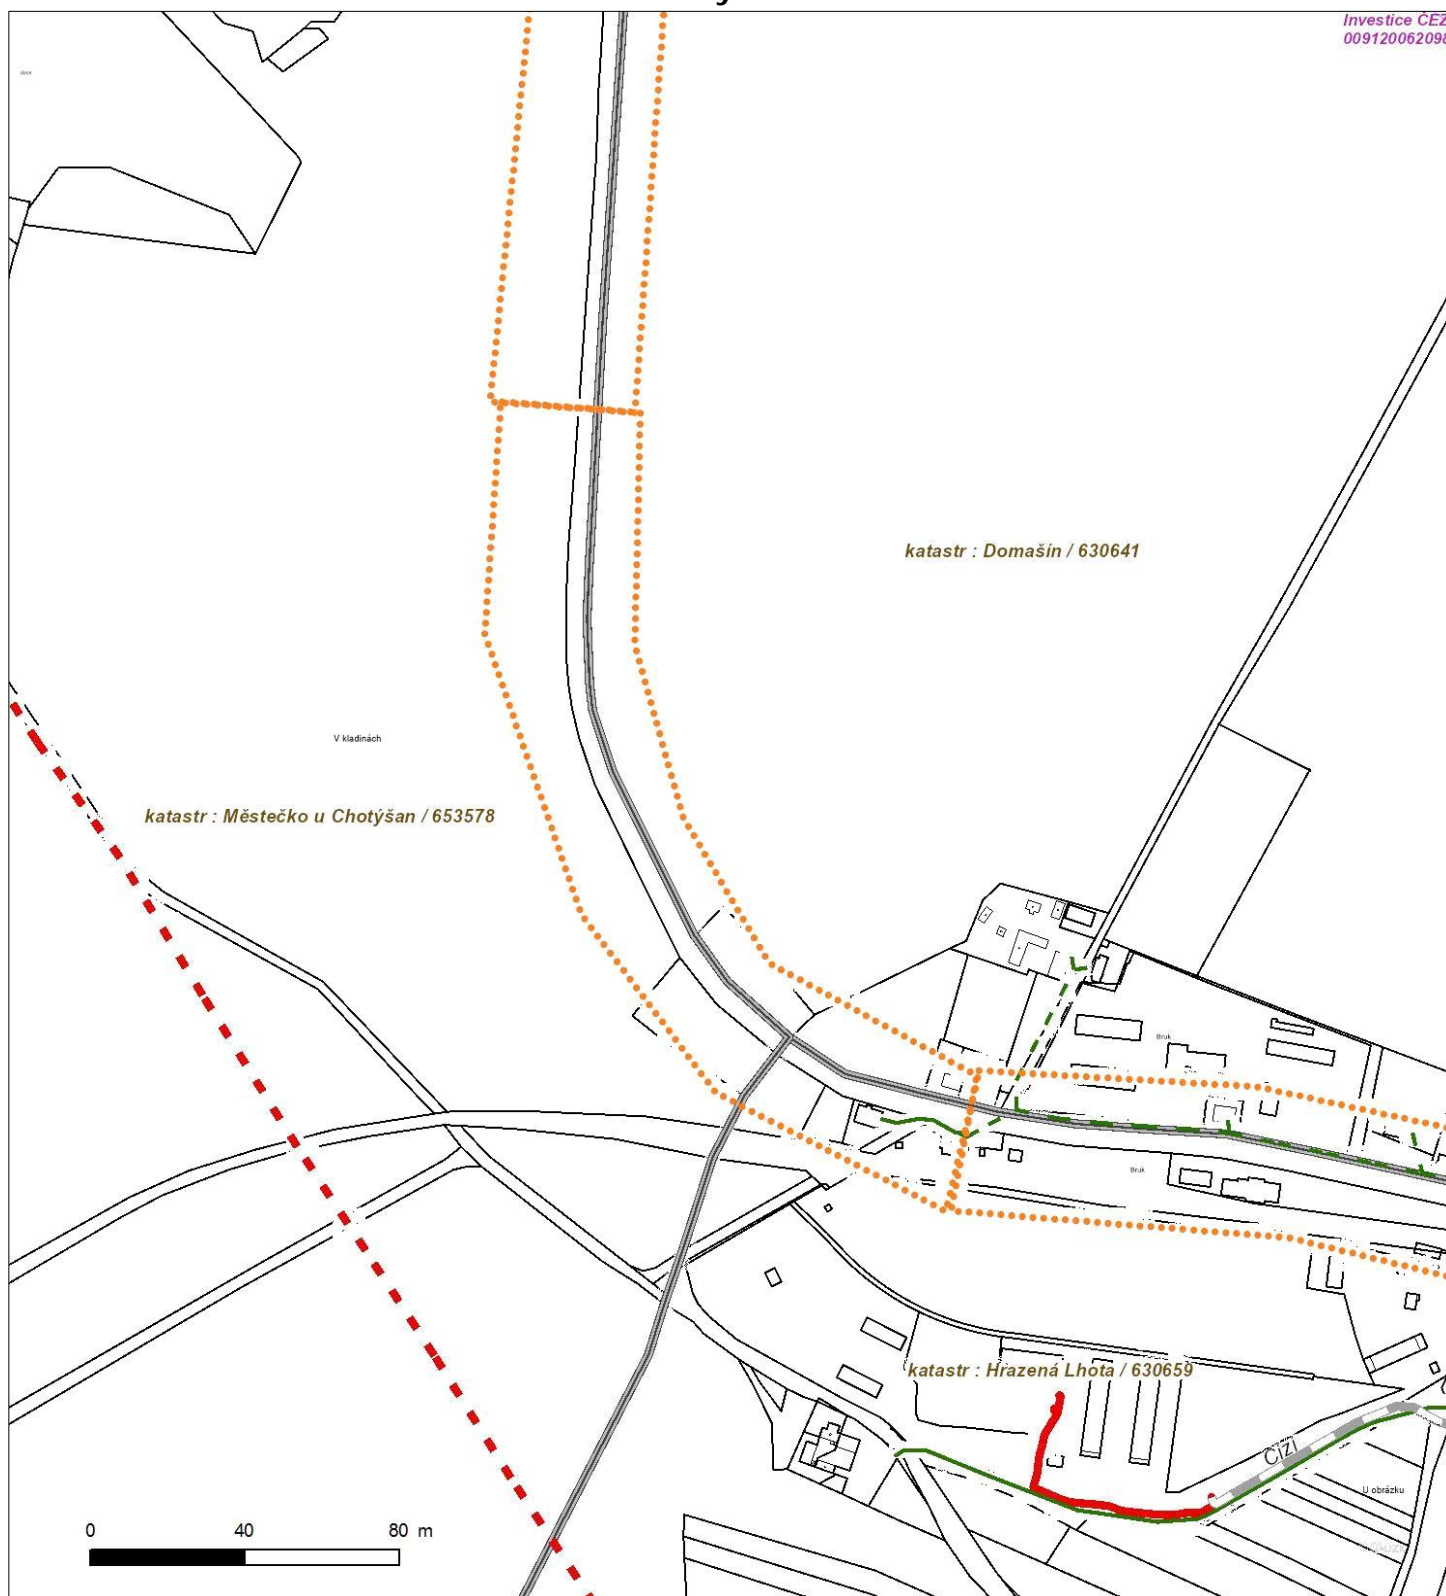 Investice ČEZ
009120062098
katastr : Domašín / 630641
V kladinách
katastr : Městečko u Chotýšan / 653578
Bruk
Bruk
katastr : Hrazená Lhota / 630659
Cizí
U obrázku
0 40 80 m